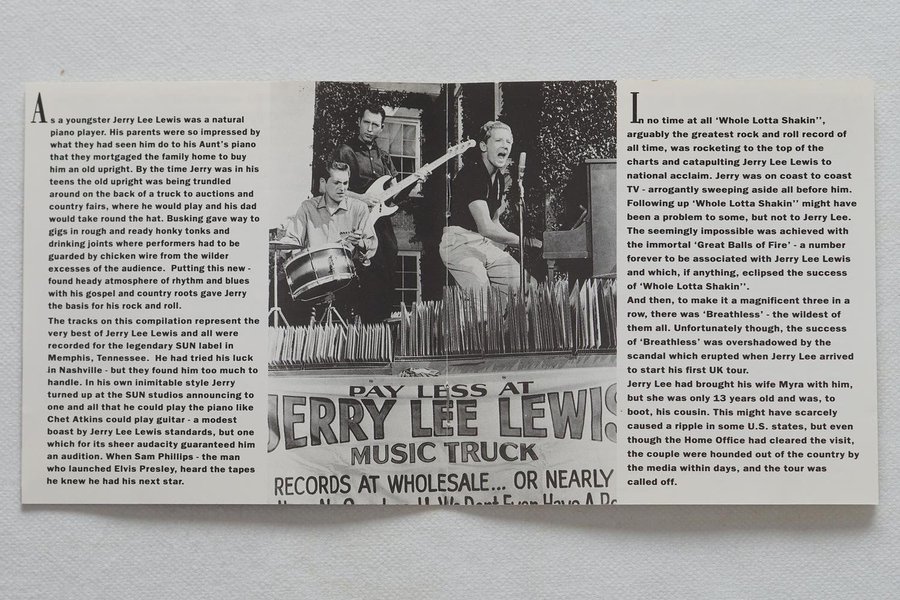 As a youngster Jerry Lee Lewis was a natural
piano player. His parents were so impressed by
what they had seen him do to his Aunt's piano
that they mortgaged the family home to buy
him an old upright. By the time Jerry was in his
teens the old upright was being trundled
around on the back of a truck to auctions and
country fairs, where he would play and his dad
would take round the hat. Busking gave way to
gigs in rough and ready honky tonks and
drinking joints where performers had to be
guarded by chicken wire from the wilder
excesses of the audience. Putting this new -
found heady atmosphere of rhythm and blues
with his gospel and country roots gave Jerry
the basis for his rock and roll.
The tracks on this compilation represent the
very best of Jerry Lee Lewis and all were
recorded for the legendary SUN label in
Memphis, Tennessee. He had tried his luck
in Nashville - but they found him too much to
handle. In his own inimitable style Jerry
turned up at the SUN studios announcing to
one and all that he could play the piano like
Chet Atkins could play guitar - a modest
boast by Jerry Lee Lewis standards, but one
which for its sheer audacity guaranteed him
an audition. When Sam Phillips - the man
who launched Elvis Presley, heard the tapes
he knew he had his next star.
PAY LESS AT
JERRY LEE LEWIS
MUSIC TRUCK
RECORDS AT WHOLESALE... OR NEARLY
We Don't Even Have A
In no time at all 'Whole Lotta Shakin'',
arguably the greatest rock and roll record of
all time, was rocketing to the top of the
charts and catapulting Jerry Lee Lewis to
national acclaim. Jerry was on coast to coast
TV - arrogantly sweeping aside all before him.
Following up 'Whole Lotta Shakin'' might have
been a problem to some, but not to Jerry Lee.
The seemingly impossible was achieved with
the immortal 'Great Balls of Fire' - a number
forever to be associated with Jerry Lee Lewis
and which, if anything, eclipsed the success
of 'Whole Lotta Shakin''.
And then, to make it a magnificent three in a
row, there was 'Breathless' - the wildest of
them all. Unfortunately though, the success
of 'Breathless' was overshadowed by the
scandal which erupted when Jerry Lee arrived
to start his first UK tour.
Jerry Lee had brought his wife Myra with him,
but she was only 13 years old and was, to
boot, his cousin. This might have scarcely
caused a ripple in some U.S. states, but even
though the Home Office had cleared the visit,
the couple were hounded out of the country by
the media within days, and the tour was
called off.